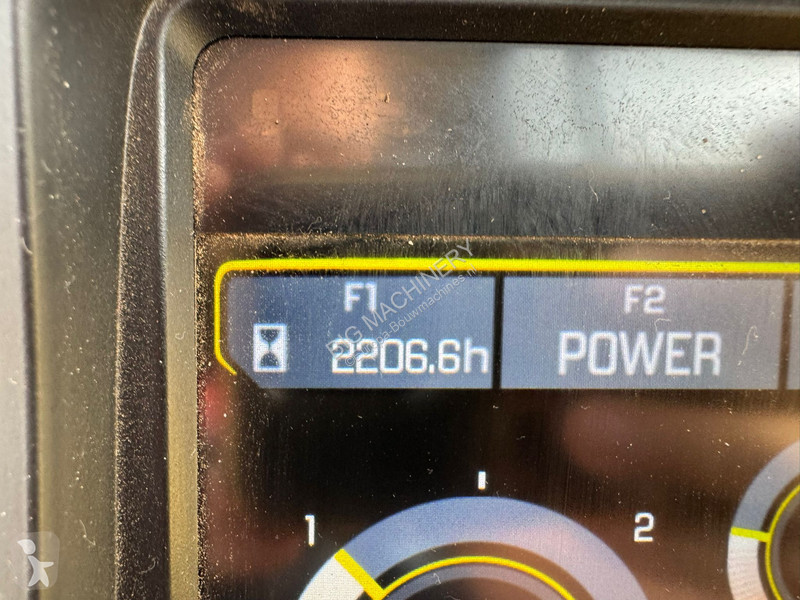 F1
2206.6h
F2
POWER
1
2
BIG MACHINERY